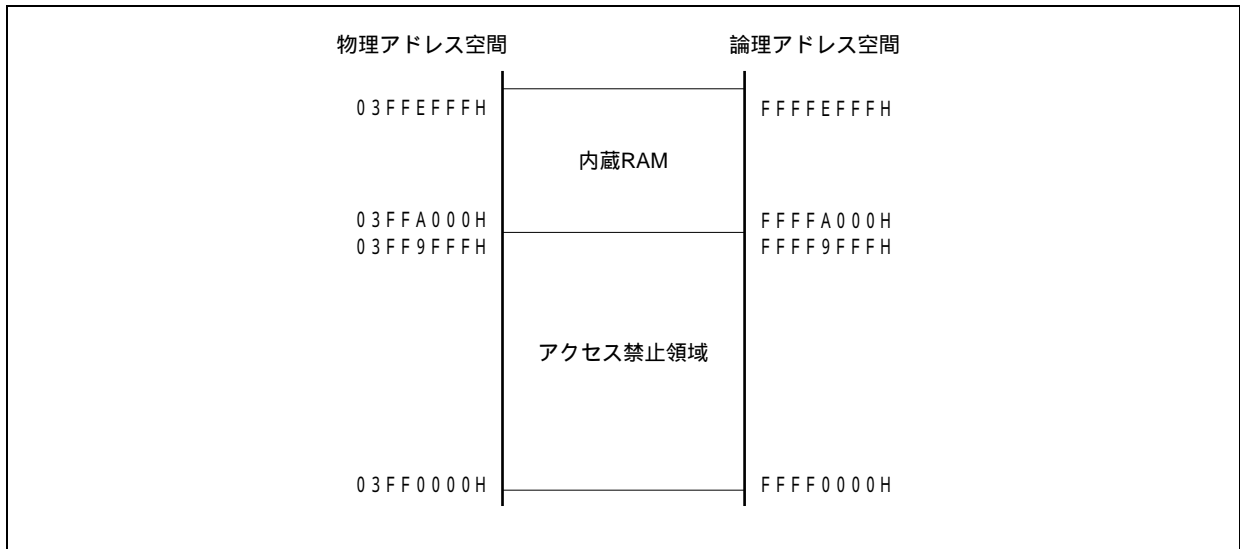 物理アドレス空間 論理アドレス空間
03FFEFFFH FFFFEFFFH
内蔵RAM
03FFA000H FFFFA000H
03FF9FFFH FFFF9FFFH
アクセス禁止領域
03FF0000H FFFF0000H